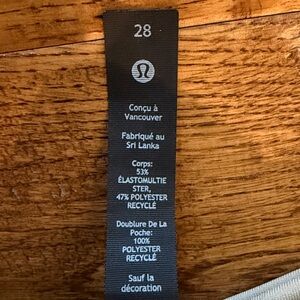 28
Conçu à
Vancouver
Fabriqué au
Sri Lanka
Corps:
53%
ÉLASTOMULTIE
STER,
47% POLYESTER
RECYCLÉ
Doublure De La
Poche:
100%
POLYESTER
RECYCLÉ
Sauf la
décoration